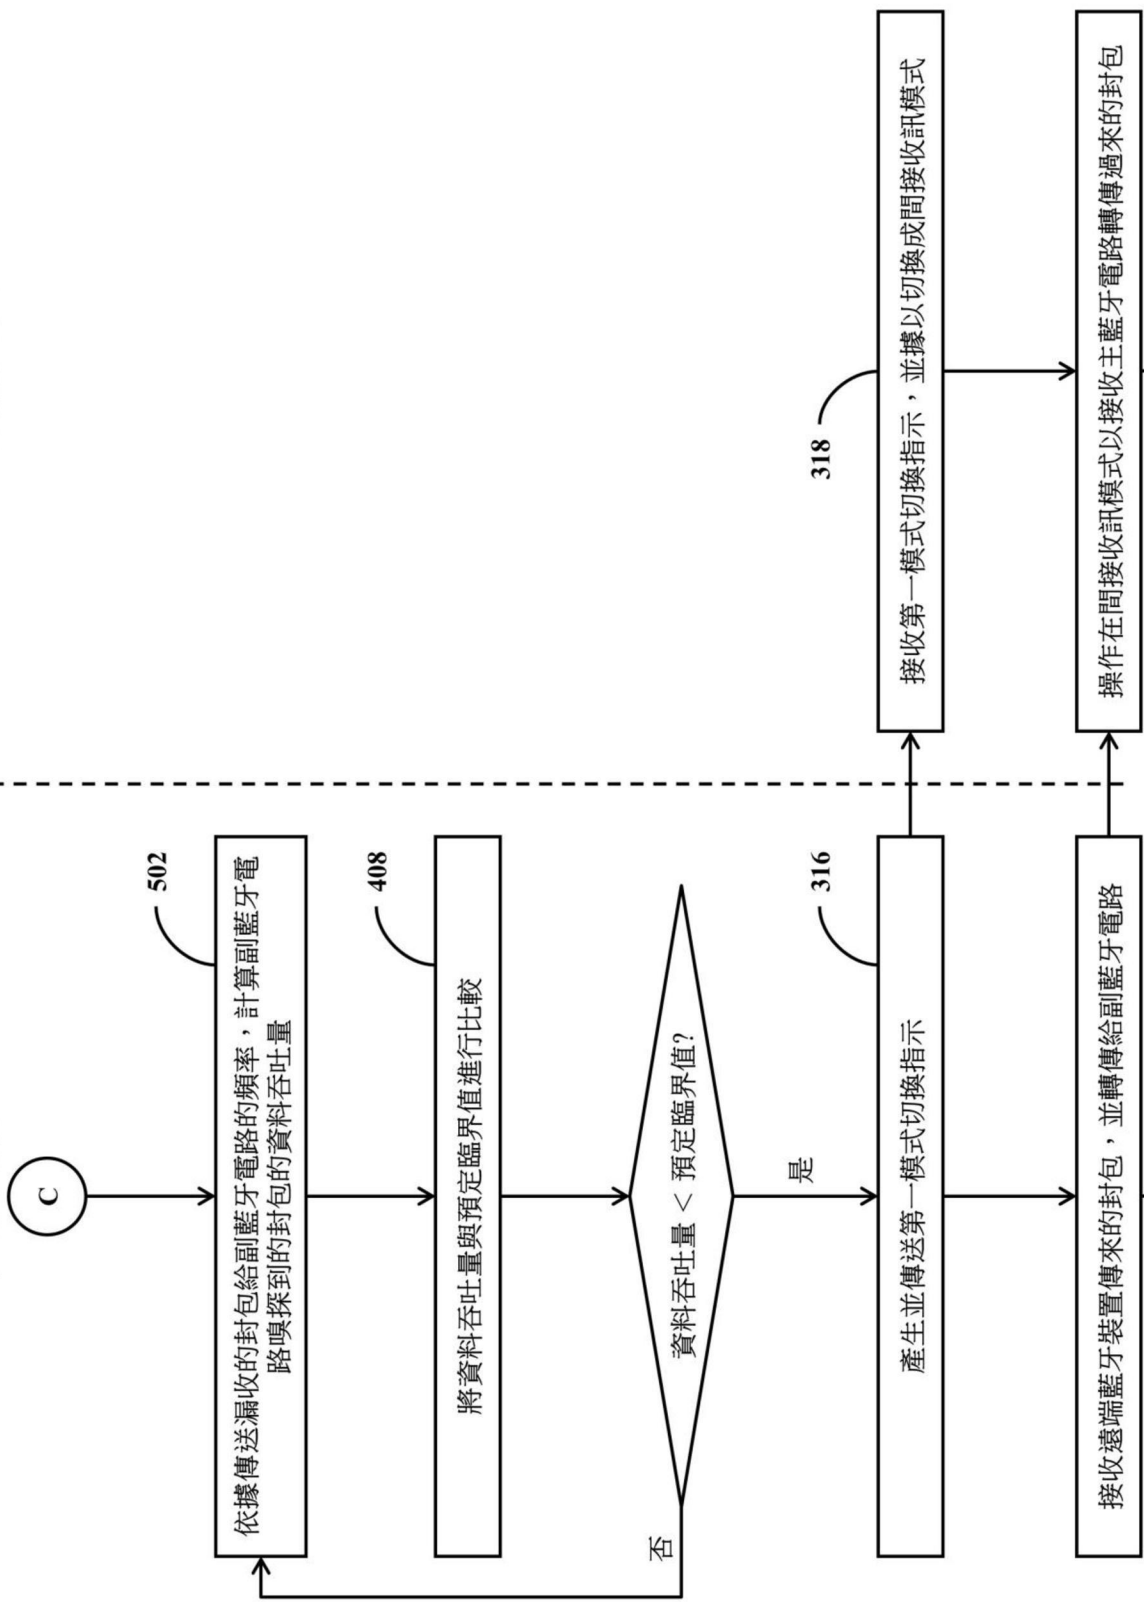 C
502
依據傳送漏收的封包給副藍牙電路的頻率，計算副藍牙電
路嗅探到的封包的資料吞吐量
408
將資料吞吐量與預定臨界值進行比較
資料吞吐量 < 預定臨界值?
否
是
316
產生並傳送第一模式切換指示
318
接收第一模式切換指示，並據以切換成間接收訊模式
接收遠端藍牙裝置傳來的封包，並轉傳給副藍牙電路
操作在間接收訊模式以接收主藍牙電路轉傳過來的封包